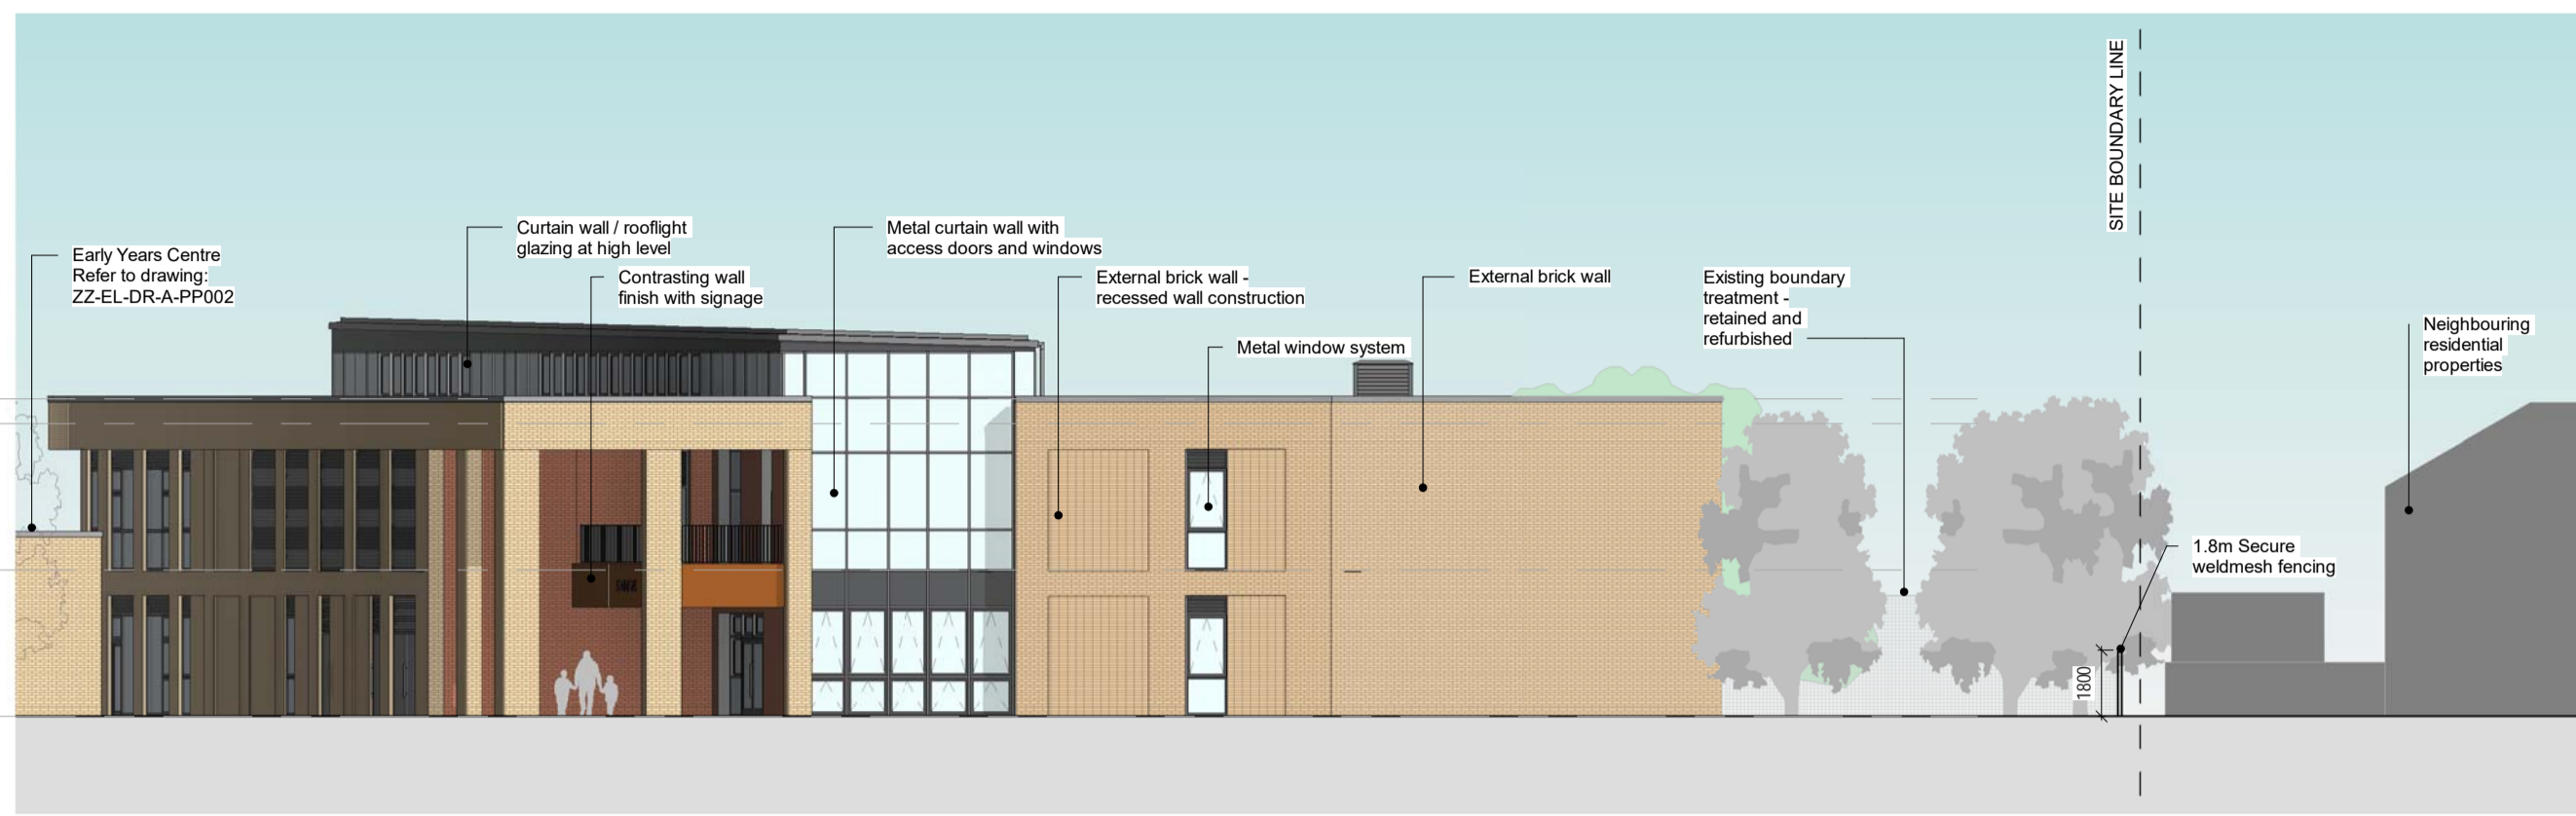 SITE BOUNDARY LINE
Curtain wall / rooflight
glazing at high level
Metal curtain wall with
access doors and windows
Early Years Centre
Refer to drawing:
ZZ-EL-DR-A-PP002
Contrasting wall
finish with signage
External brick wall -
recessed wall construction
External brick wall
Existing boundary
treatment -
retained and
refurbished
Metal window system
Neighbouring
residential
properties
1.8m Secure
weldmesh fencing
1800